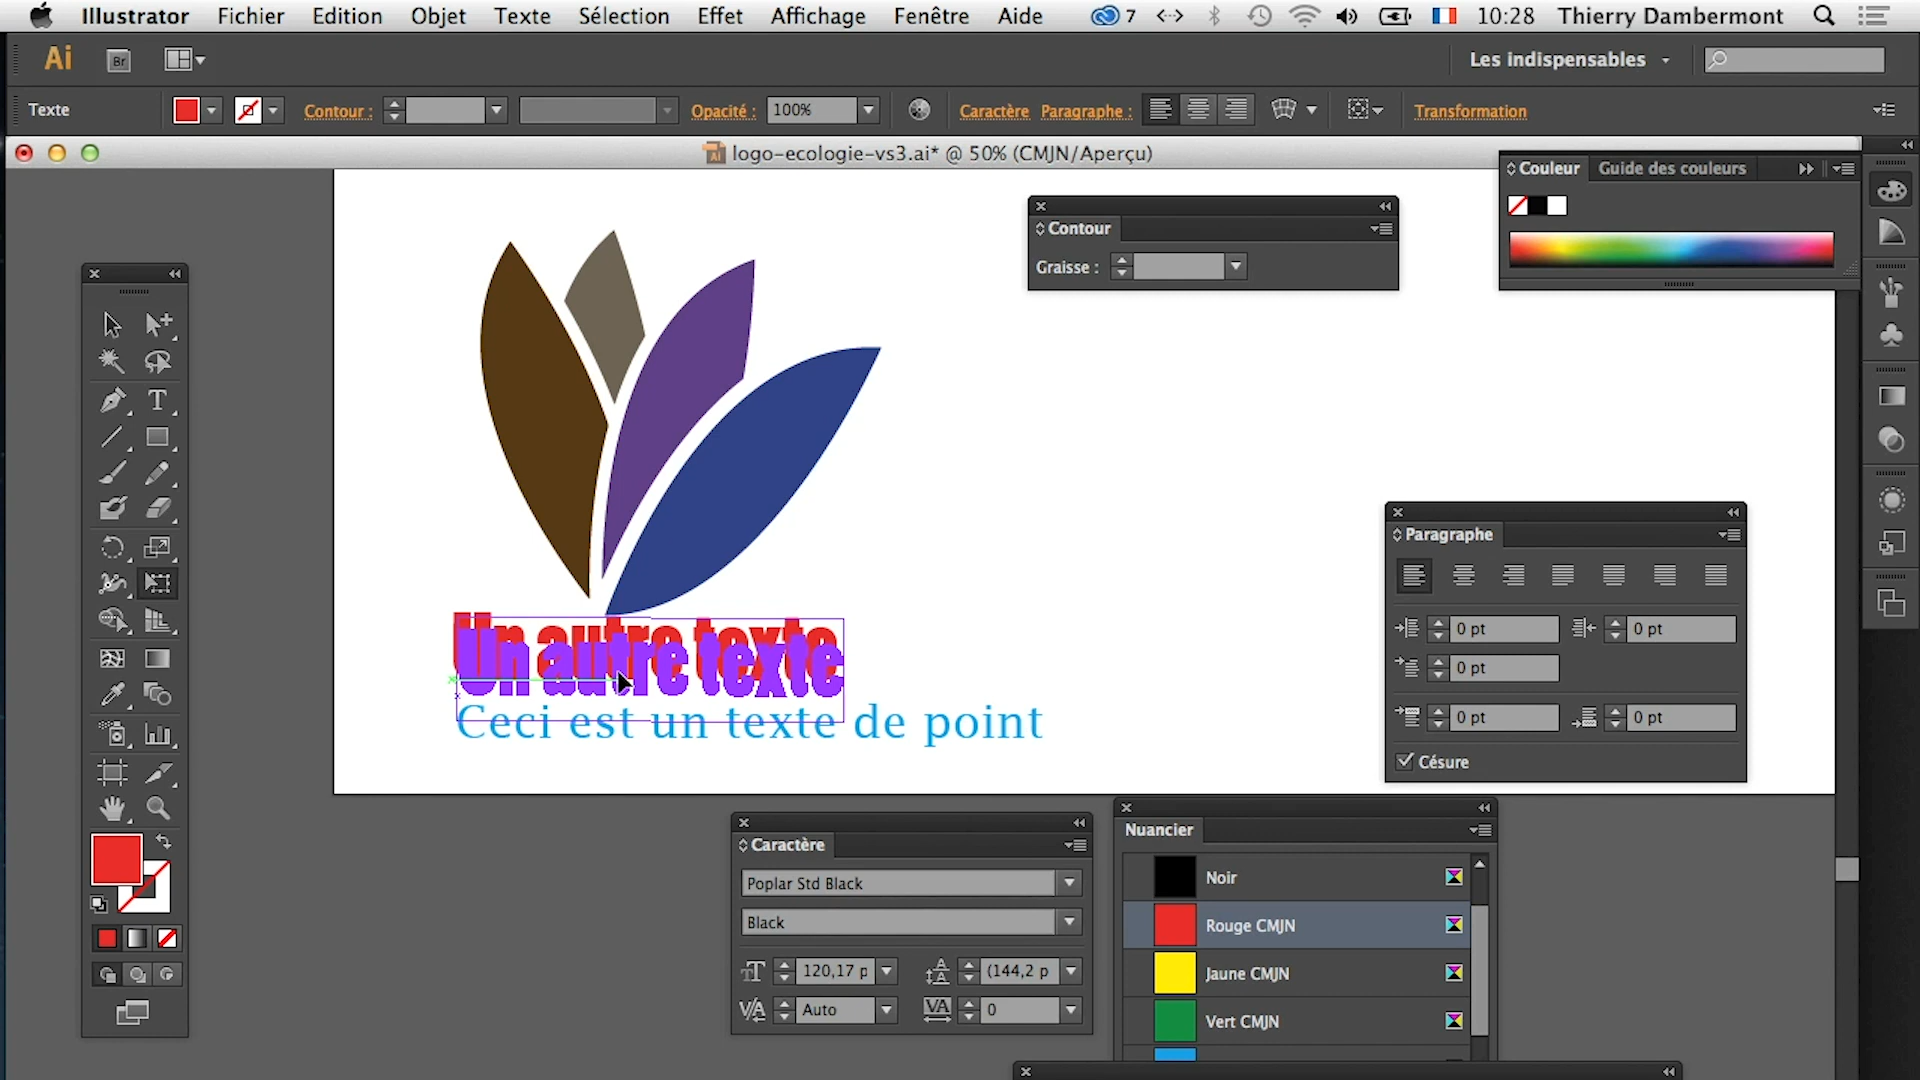 Illustrator Fichier Edition Objet Texte Sélection Effet Affichage Fenêtre Aide 7 10:28 Thierry Dambermont
Ai Br Les indispensables
Texte Contour : Opacité : 100% Caractère Paragraphe : Transformation
logo-ecologie-vs3.ai* @ 50% (CMJN/Aperçu)
Couleur Guide des couleurs
Contour
Graisse :
Un autre texte
Un autre texte
Ceci est un texte de point
Paragraphe
0 pt 0 pt
0 pt
0 pt 0 pt
Césure
Caractère
Poplar Std Black
Black
120,17 p (144,2 p
Auto 0
Nuancier
Noir
Rouge CMJN
Jaune CMJN
Vert CMJN